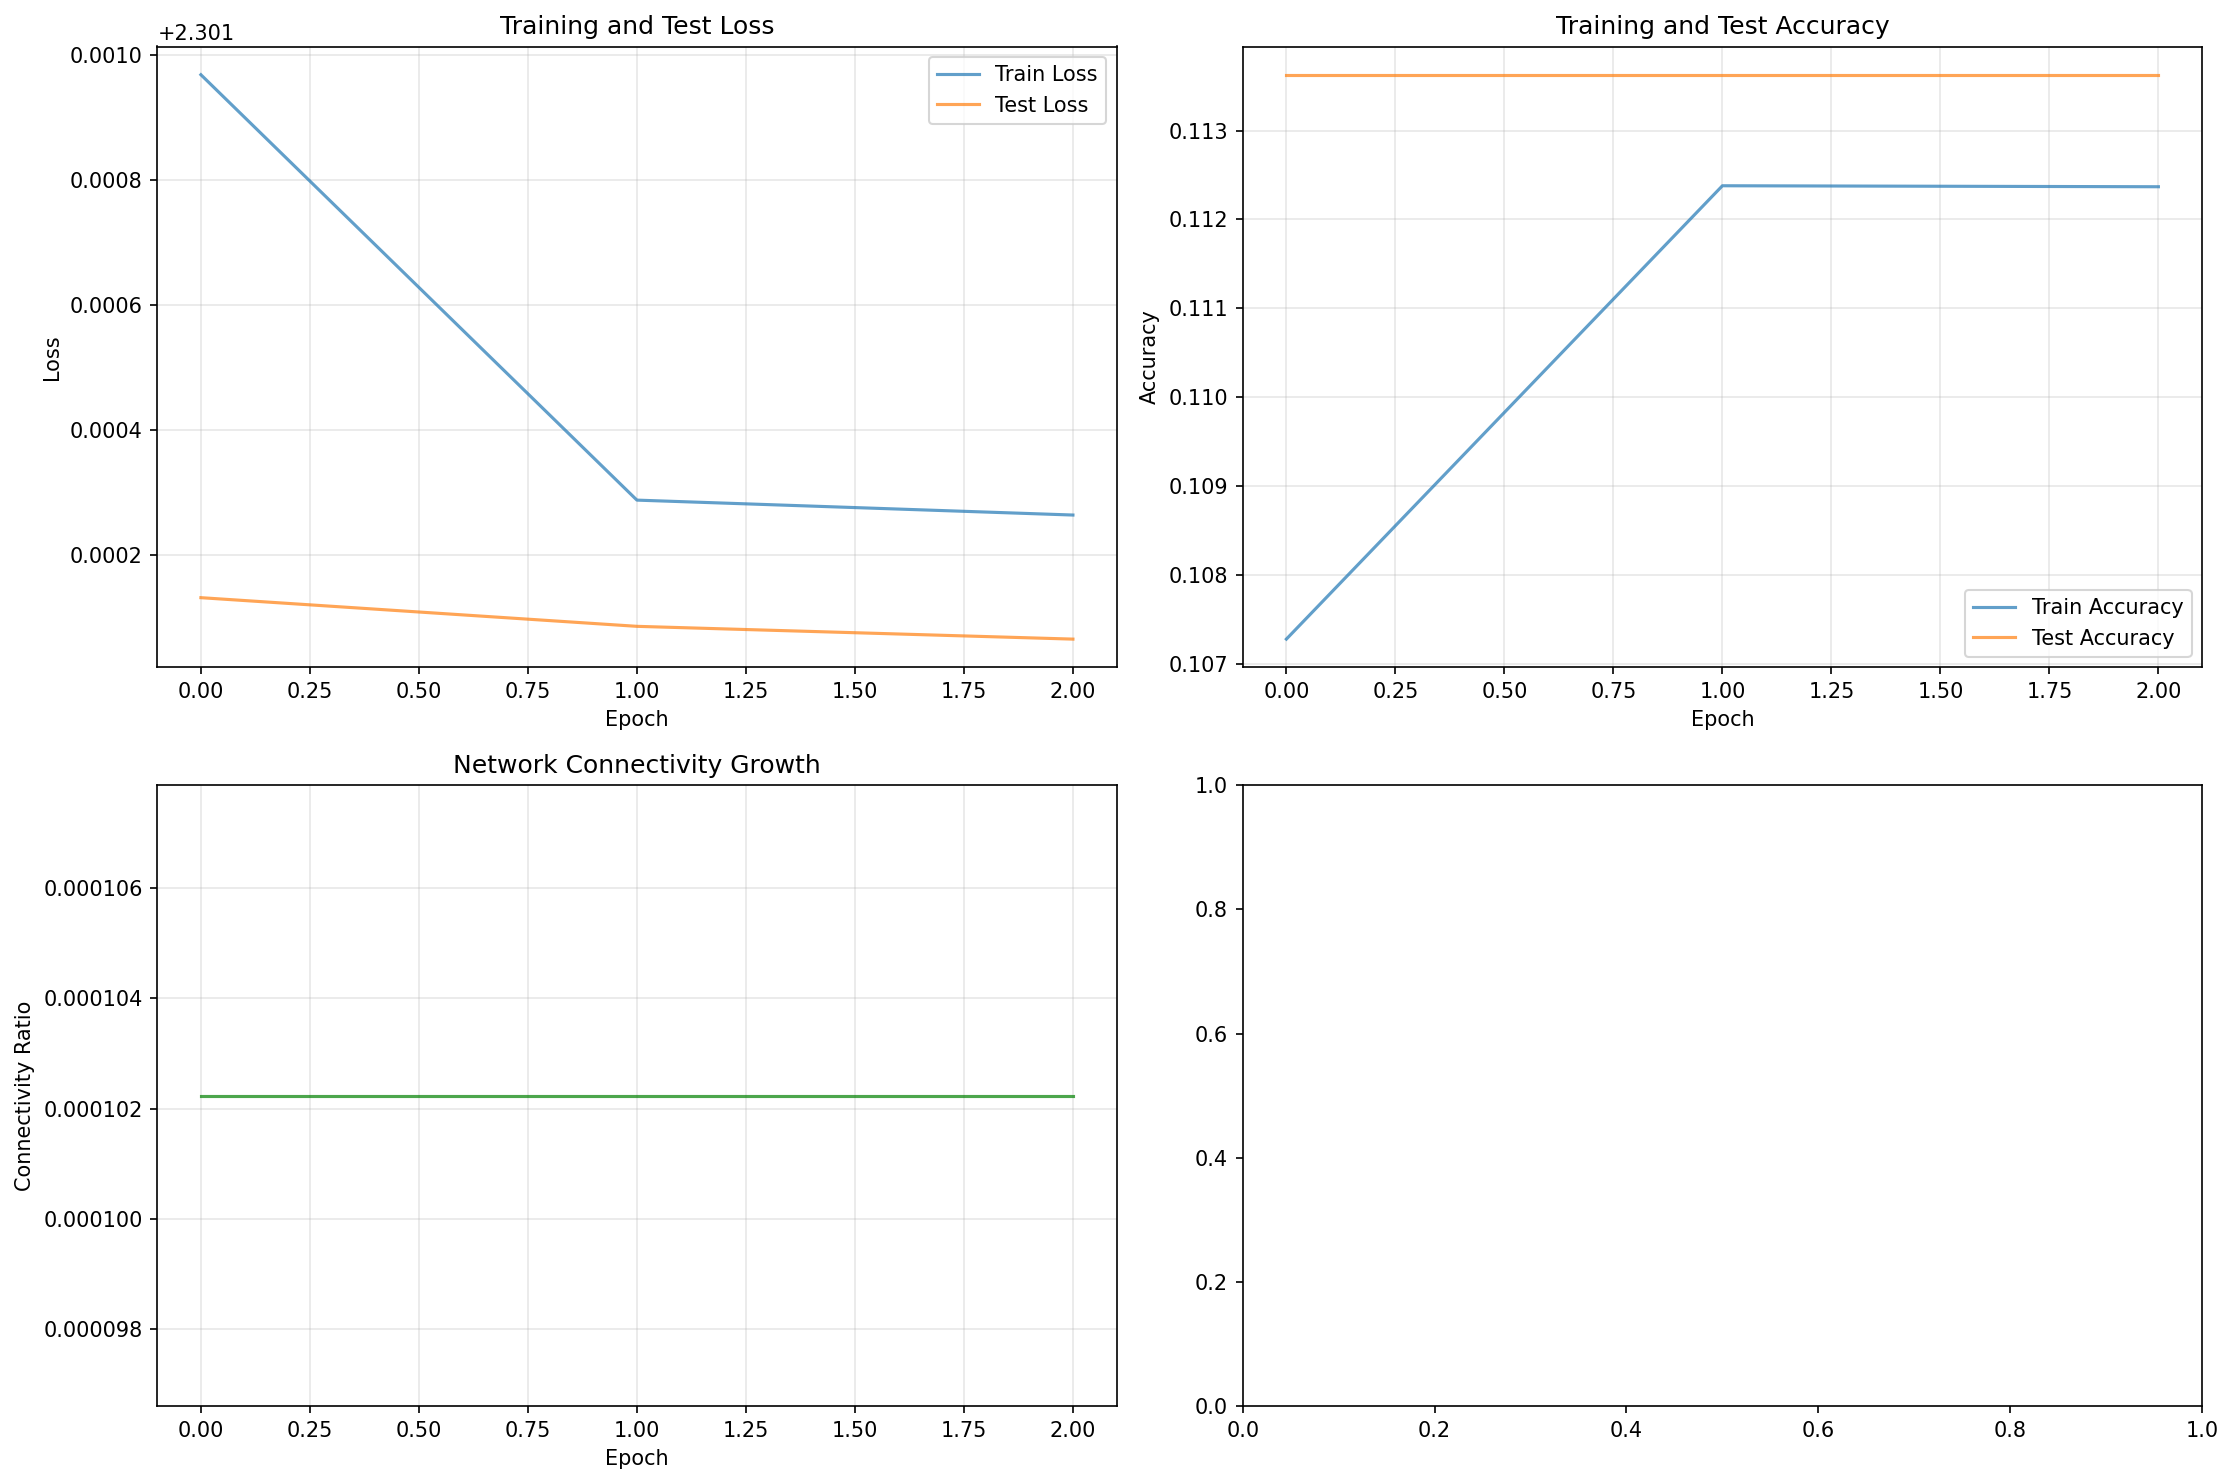 Training and Test Loss
+2.301
0.0010
0.0008
0.0006
0.0004
0.0002
Loss
Train Loss
Test Loss
0.00 0.25 0.50 0.75 1.00 1.25 1.50 1.75 2.00
Epoch
Training and Test Accuracy
0.113
0.112
0.111
0.110
0.109
0.108
0.107
Accuracy
Train Accuracy
Test Accuracy
0.00 0.25 0.50 0.75 1.00 1.25 1.50 1.75 2.00
Epoch
Network Connectivity Growth
0.000106
0.000104
0.000102
0.000100
0.000098
Connectivity Ratio
0.00 0.25 0.50 0.75 1.00 1.25 1.50 1.75 2.00
Epoch
1.0
0.8
0.6
0.4
0.2
0.0
0.0 0.2 0.4 0.6 0.8 1.0